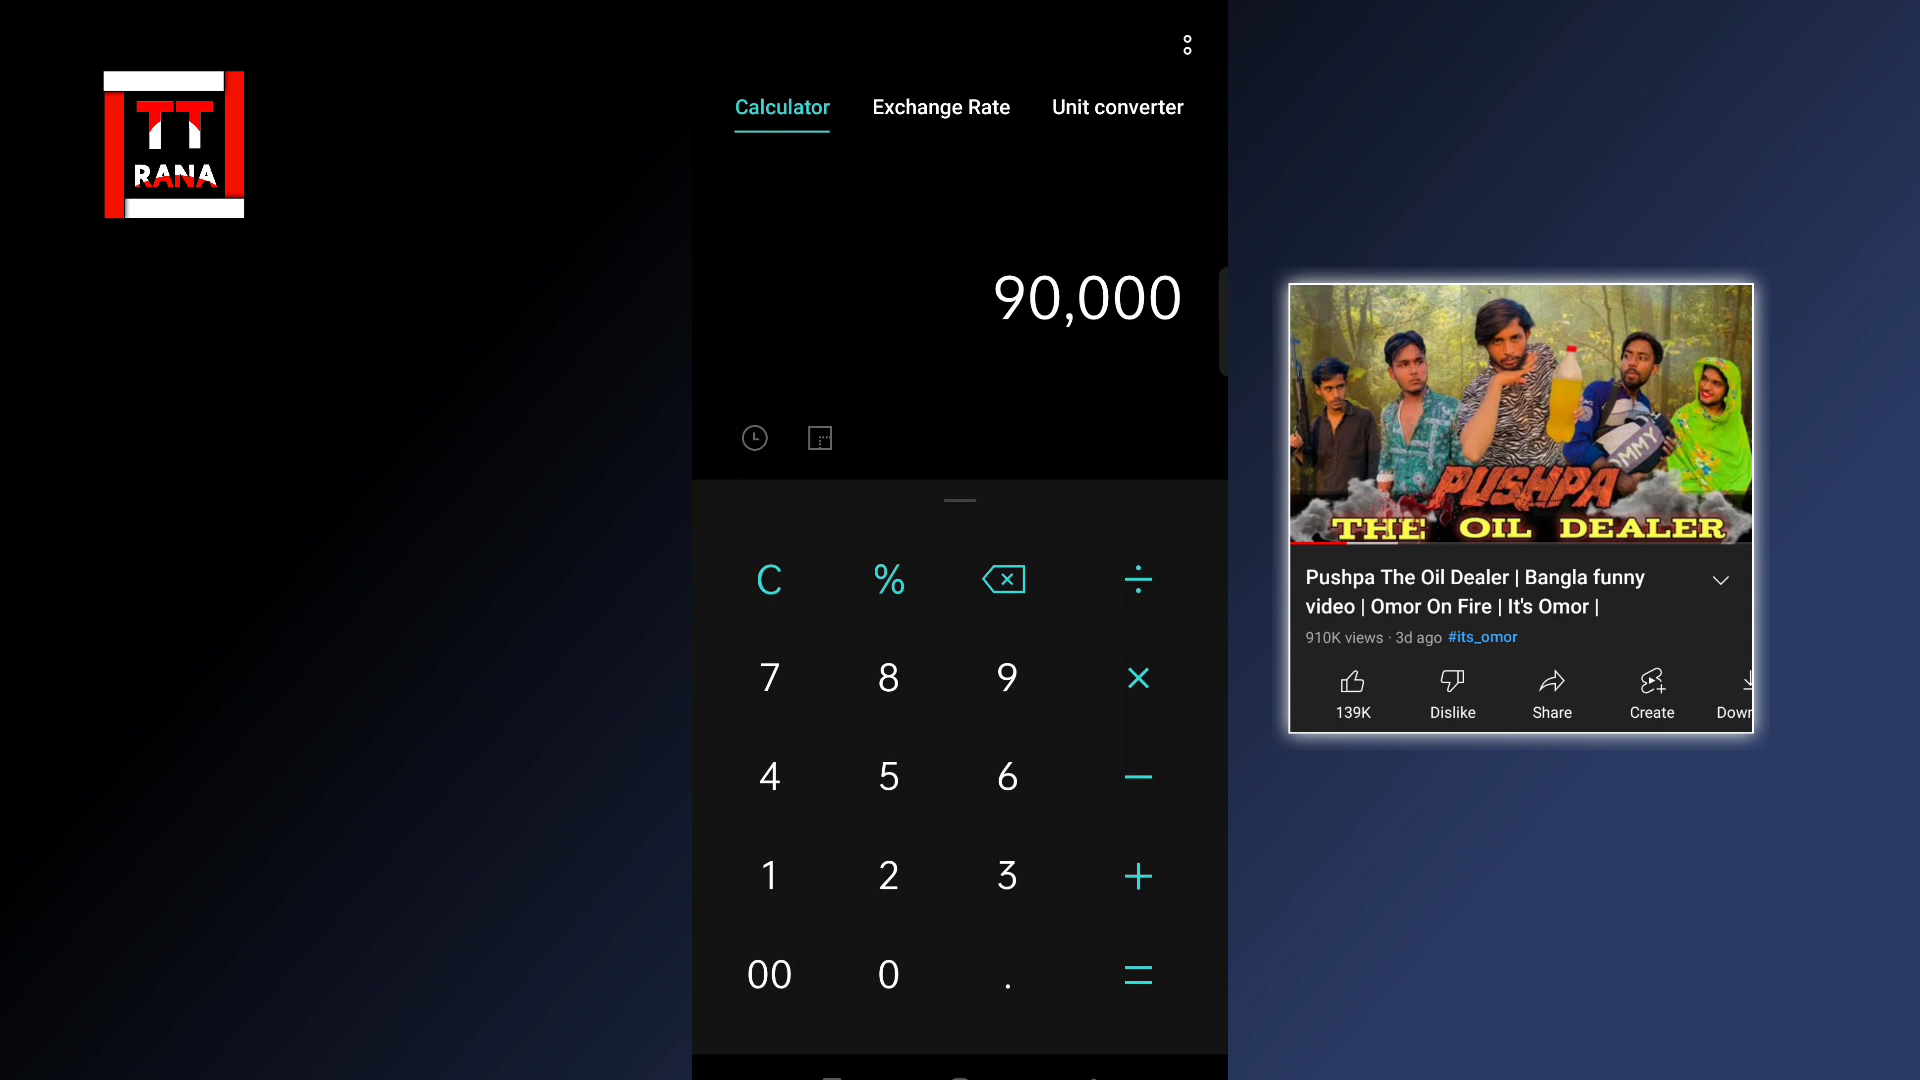 TT
RANA
Calculator Exchange Rate Unit converter
90,000
C % ÷
7 8 9 ×
4 5 6 −
1 2 3 +
00 0 . =
OMMY
PUSHPA
THE OIL DEALER
Pushpa The Oil Dealer | Bangla funny
video | Omor On Fire | It's Omor |
910K views · 3d ago #its_omor
139K Dislike Share Create Down